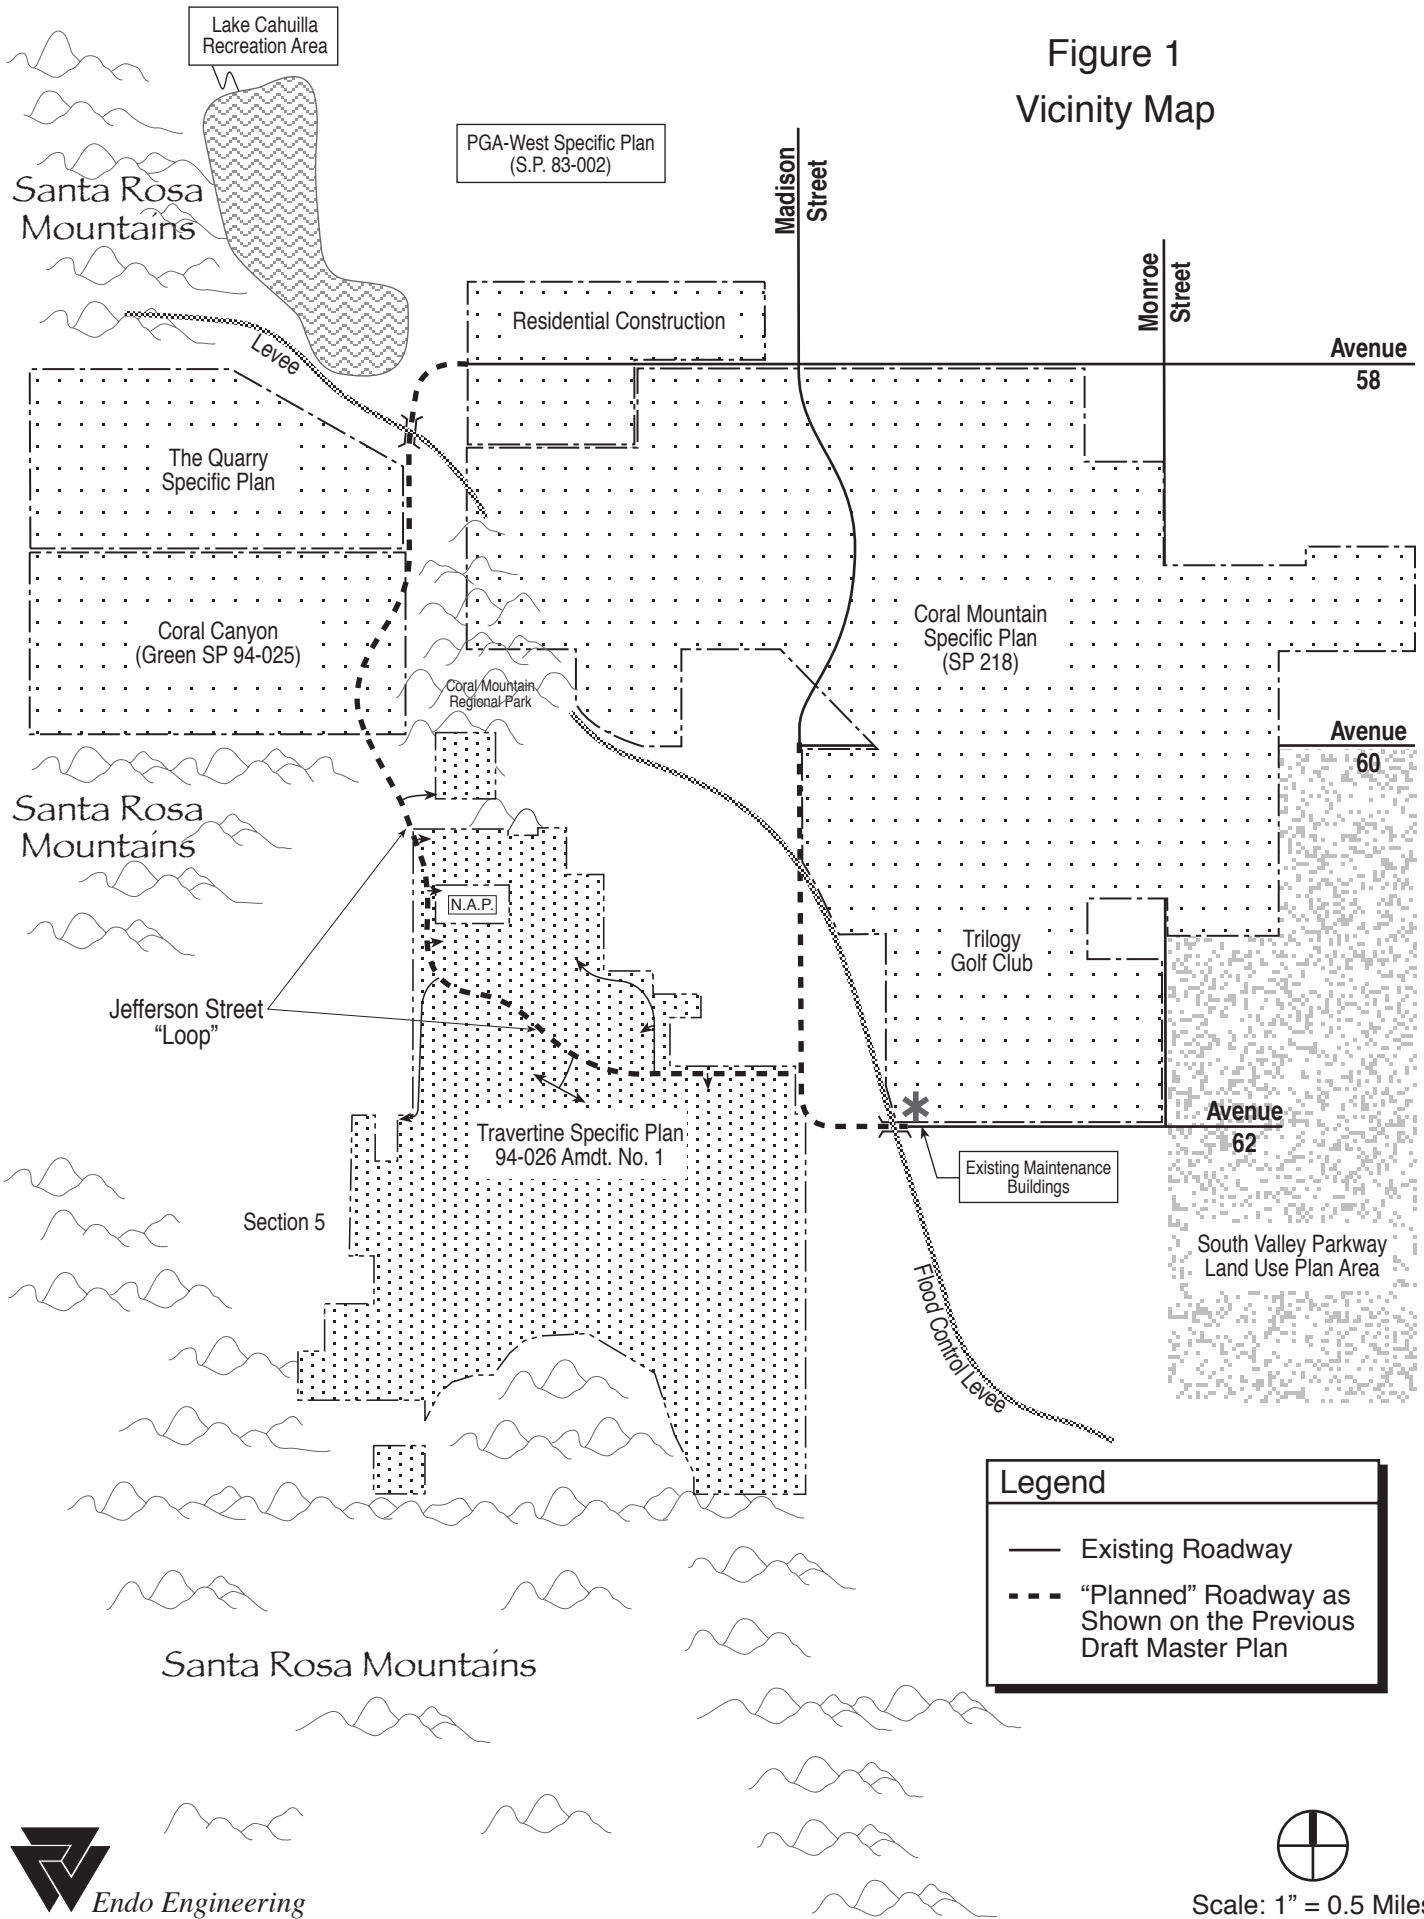 Lake Cahuilla
Recreation Area
Figure 1
Vicinity Map
PGA-West Specific Plan
(S.P. 83-002)
Madison
Street
Santa Rosa
Mountains
Monroe
Street
Residential Construction
Levee
Avenue
58
The Quarry
Specific Plan
Coral Canyon
(Green SP 94-025)
Coral Mountain
Specific Plan
(SP 218)
Coral Mountain
Regional Park
Avenue
60
Santa Rosa
Mountains
N.A.P.
Trilogy
Golf Club
Jefferson Street
“Loop”
Avenue
62
Travertine Specific Plan
94-026 Amdt. No. 1
Existing Maintenance
Buildings
Section 5
South Valley Parkway
Land Use Plan Area
Flood Control Levee
Legend
Existing Roadway
“Planned” Roadway as
Shown on the Previous
Draft Master Plan
Santa Rosa Mountains
Endo Engineering
Scale: 1” = 0.5 Miles